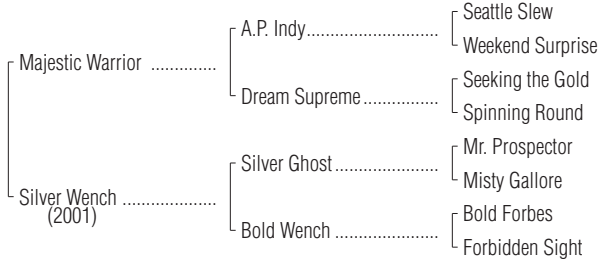 Seattle Slew
A.P. Indy..............................
Weekend Surprise
Majestic Warrior ...............
Seeking the Gold
Dream Supreme.................
Spinning Round
Mr. Prospector
Silver Ghost .......................
Misty Gallore
Silver Wench .....................
(2001)
Bold Forbes
Bold Wench .......................
Forbidden Sight